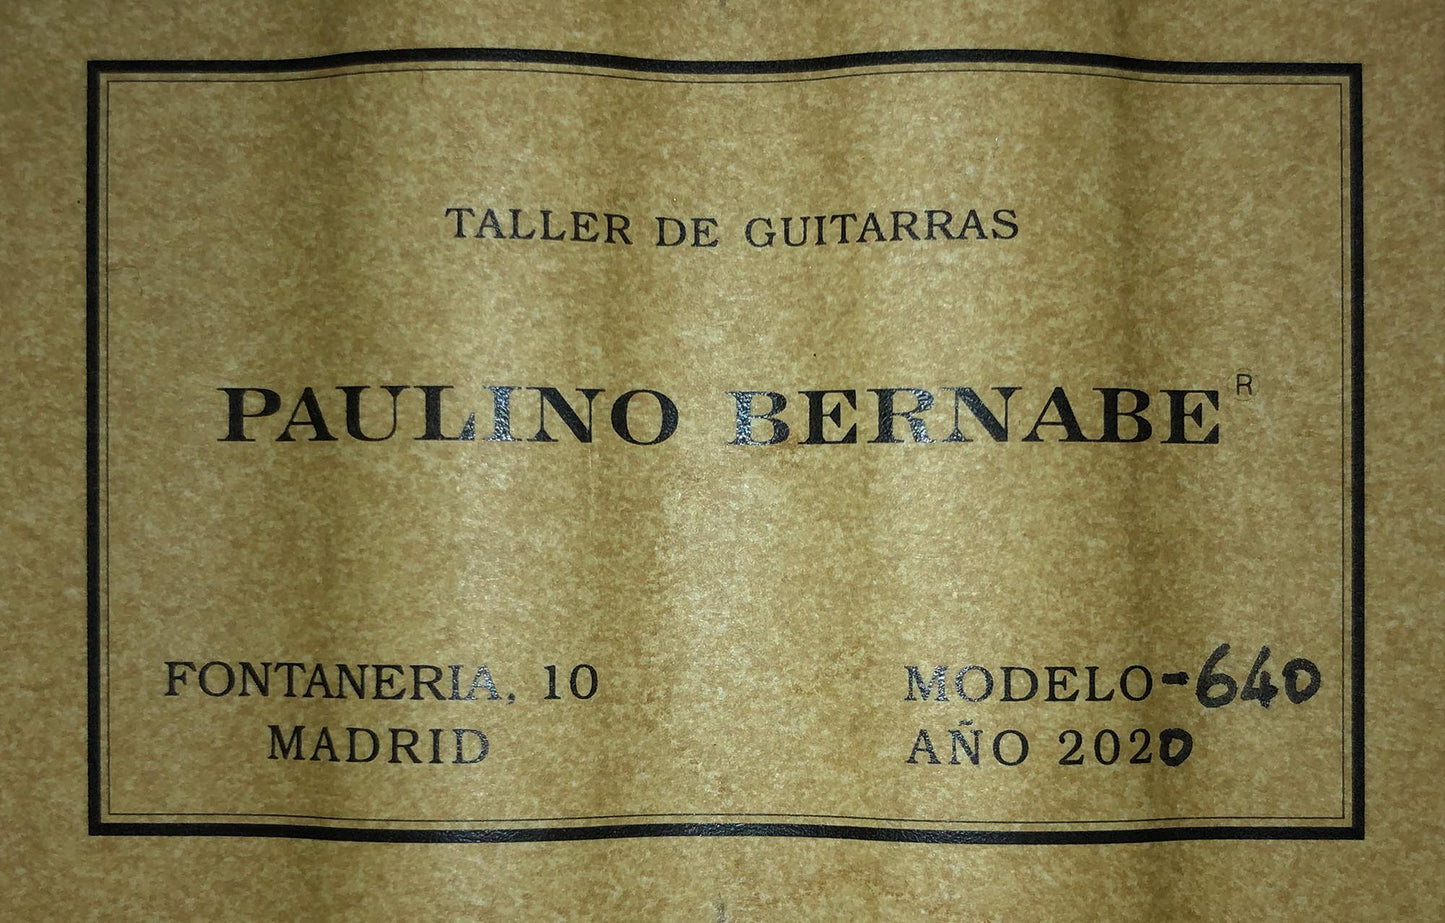 TALLER DE GUITARRAS
PAULINO BERNABE R
FONTANERIA, 10
MADRID
MODELO-640
AÑO 2020